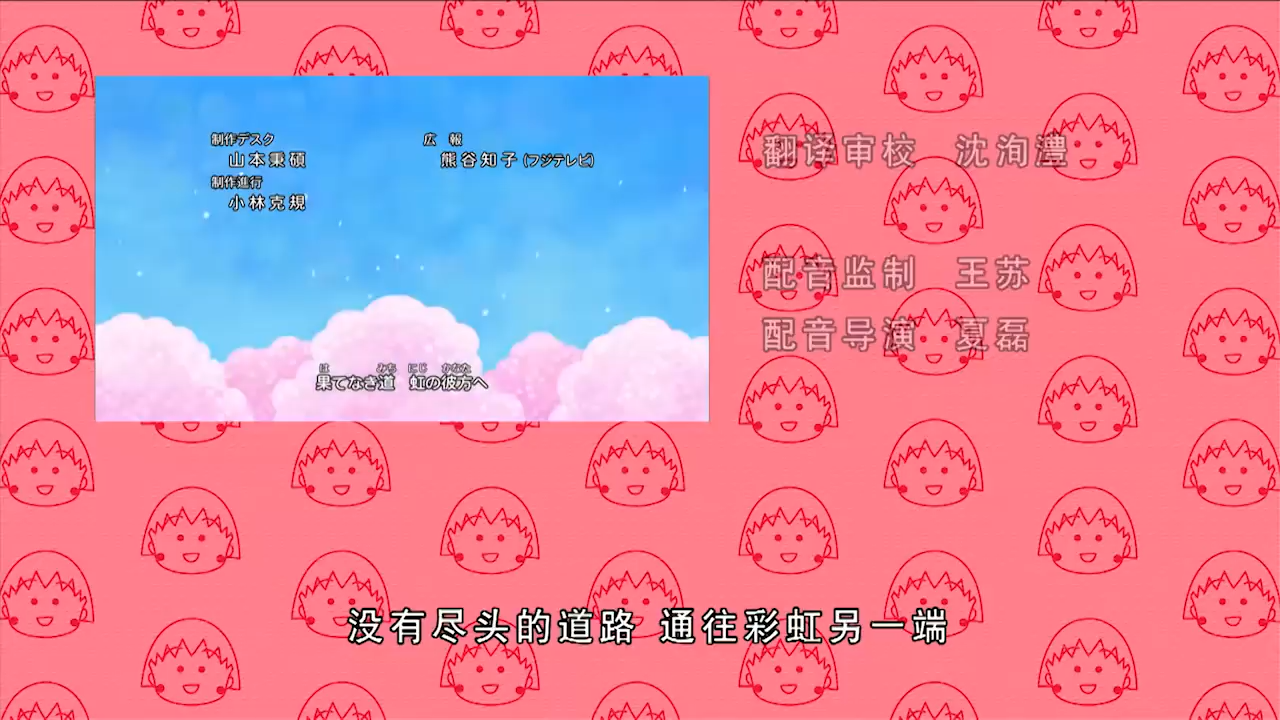 制作デスク
山本秉碩
制作進行
小林克規
広 報
熊谷知子(フジテレビ)
は みち にじ かなた
果てなき道 虹の彼方へ
翻译审校 沈洵澧
配音监制 王苏
配音导演 夏磊
没有尽头的道路 通往彩虹另一端